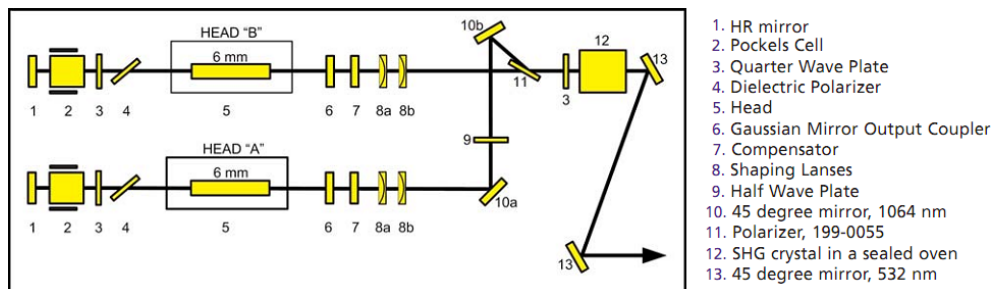 10b
12
HEAD “B”
6 mm
13
1 2 3 4 5 6 7 8a 8b 11 3
9
HEAD “A”
6 mm
10a
1 2 3 4 5 6 7 8a 8b
13
1. HR mirror
2. Pockels Cell
3. Quarter Wave Plate
4. Dielectric Polarizer
5. Head
6. Gaussian Mirror Output Coupler
7. Compensator
8. Shaping Lanses
9. Half Wave Plate
10. 45 degree mirror, 1064 nm
11. Polarizer, 199-0055
12. SHG crystal in a sealed oven
13. 45 degree mirror, 532 nm